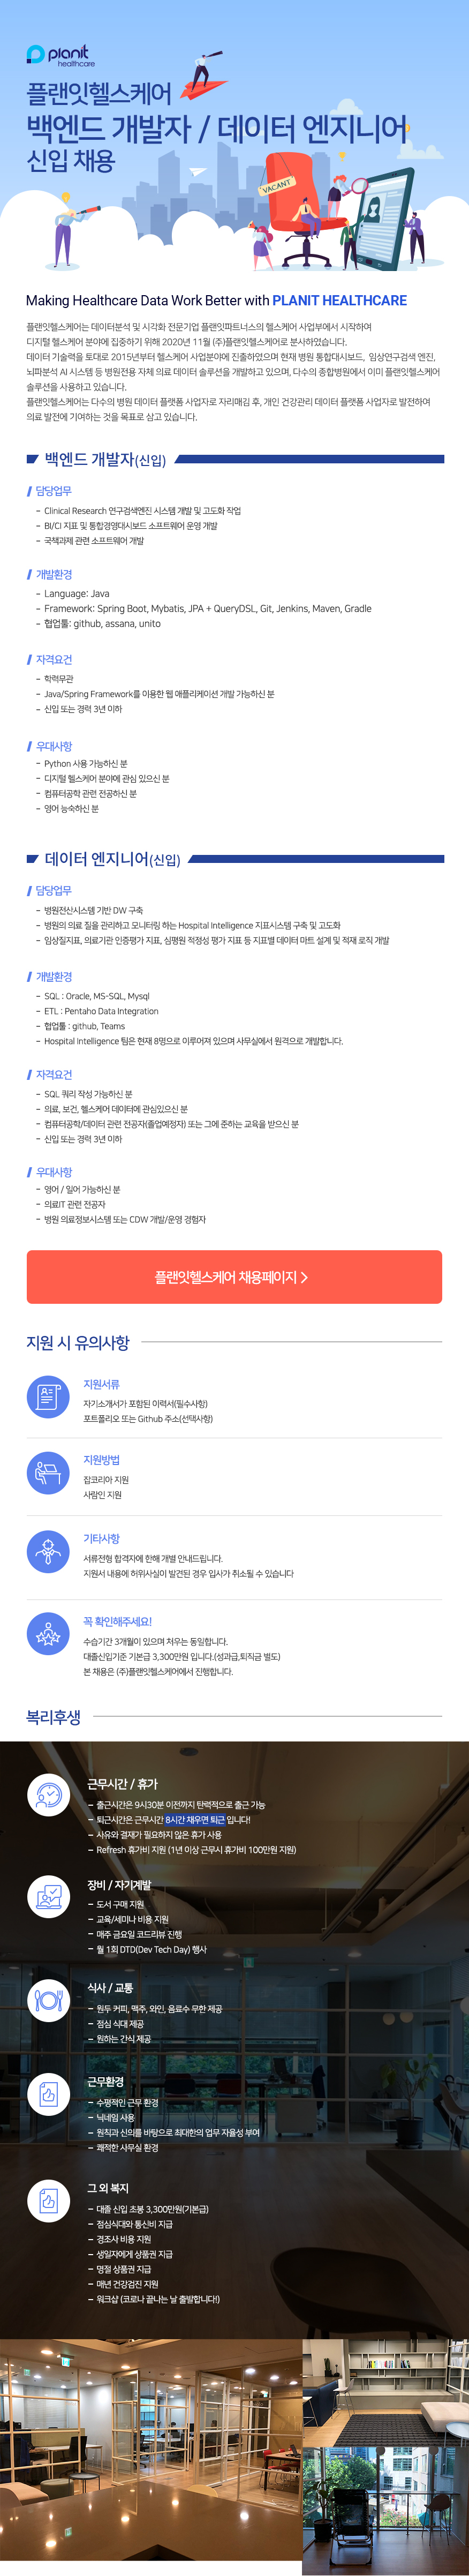 planit
healthcare
플랜잇헬스케어
백엔드 개발자 / 데이터 엔지니어
신입 채용
VACANT
Making Healthcare Data Work Better with PLANIT HEALTHCARE
플랜잇헬스케어는 데이터분석 및 시각화 전문기업 플랜잇파트너스의 헬스케어 사업부에서 시작하여
디지털 헬스케어 분야에 집중하기 위해 2020년 11월 (주)플랜잇헬스케어로 분사하였습니다.
데이터 기술력을 토대로 2015년부터 헬스케어 사업분야에 진출하였으며 현재 병원 통합대시보드, 임상연구검색 엔진,
뇌파분석 AI 시스템 등 병원전용 자체 의료 데이터 솔루션을 개발하고 있으며, 다수의 종합병원에서 이미 플랜잇헬스케어
솔루션을 사용하고 있습니다.
플랜잇헬스케어는 다수의 병원 데이터 플랫폼 사업자로 자리매김 후, 개인 건강관리 데이터 플랫폼 사업자로 발전하여
의료 발전에 기여하는 것을 목표로 삼고 있습니다.
백엔드 개발자(신입)
담당업무
- Clinical Research 연구검색엔진 시스템 개발 및 고도화 작업
- BI/CI 지표 및 통합경영대시보드 소프트웨어 운영 개발
- 국책과제 관련 소프트웨어 개발
개발환경
- Language: Java
- Framework: Spring Boot, Mybatis, JPA + QueryDSL, Git, Jenkins, Maven, Gradle
- 협업툴: github, assana, unito
자격요건
- 학력무관
- Java/Spring Framework를 이용한 웹 애플리케이션 개발 가능하신 분
- 신입 또는 경력 3년 이하
우대사항
- Python 사용 가능하신 분
- 디지털 헬스케어 분야에 관심 있으신 분
- 컴퓨터공학 관련 전공하신 분
- 영어 능숙하신 분
데이터 엔지니어(신입)
담당업무
- 병원전산시스템 기반 DW 구축
- 병원의 의료 질을 관리하고 모니터링 하는 Hospital Intelligence 지표시스템 구축 및 고도화
- 임상질지표, 의료기관 인증평가 지표, 심평원 적정성 평가 지표 등 지표별 데이터 마트 설계 및 적재 로직 개발
개발환경
- SQL : Oracle, MS-SQL, Mysql
- ETL : Pentaho Data Integration
- 협업툴 : github, Teams
- Hospital Intelligence 팀은 현재 8명으로 이루어져 있으며 사무실에서 원격으로 개발합니다.
자격요건
- SQL 쿼리 작성 가능하신 분
- 의료, 보건, 헬스케어 데이터에 관심있으신 분
- 컴퓨터공학/데이터 관련 전공자(졸업예정자) 또는 그에 준하는 교육을 받으신 분
- 신입 또는 경력 3년 이하
우대사항
- 영어 / 일어 가능하신 분
- 의료IT 관련 전공자
- 병원 의료정보시스템 또는 CDW 개발/운영 경험자
플랜잇헬스케어 채용페이지 >
지원 시 유의사항
지원서류
자기소개서가 포함된 이력서(필수사항)
포트폴리오 또는 Github 주소(선택사항)
지원방법
잡코리아 지원
사람인 지원
기타사항
서류전형 합격자에 한해 개별 안내드립니다.
지원서 내용에 허위사실이 발견된 경우 입사가 취소될 수 있습니다
꼭 확인해주세요!
수습기간 3개월이 있으며 처우는 동일합니다.
대졸신입기준 기본급 3,300만원 입니다.(성과급,퇴직금 별도)
본 채용은 (주)플랜잇헬스케어에서 진행합니다.
복리후생
근무시간 / 휴가
- 출근시간은 9시30분 이전까지 탄력적으로 출근 가능
- 퇴근시간은 근무시간 8시간 채우면 퇴근 입니다!
- 사유와 결재가 필요하지 않은 휴가 사용
- Refresh 휴가비 지원 (1년 이상 근무시 휴가비 100만원 지원)
장비 / 자기계발
- 도서 구매 지원
- 교육/세미나 비용 지원
- 매주 금요일 코드리뷰 진행
- 월 1회 DTD(Dev Tech Day) 행사
식사 / 교통
- 원두 커피, 맥주, 와인, 음료수 무한 제공
- 점심 식대 제공
- 원하는 간식 제공
근무환경
- 수평적인 근무 환경
- 닉네임 사용
- 원칙과 신의를 바탕으로 최대한의 업무 자율성 부여
- 쾌적한 사무실 환경
그 외 복지
- 대졸 신입 초봉 3,300만원(기본급)
- 점심식대와 통신비 지급
- 경조사 비용 지원
- 생일자에게 상품권 지급
- 명절 상품권 지급
- 매년 건강검진 지원
- 워크샵 (코로나 끝나는 날 출발합니다!)